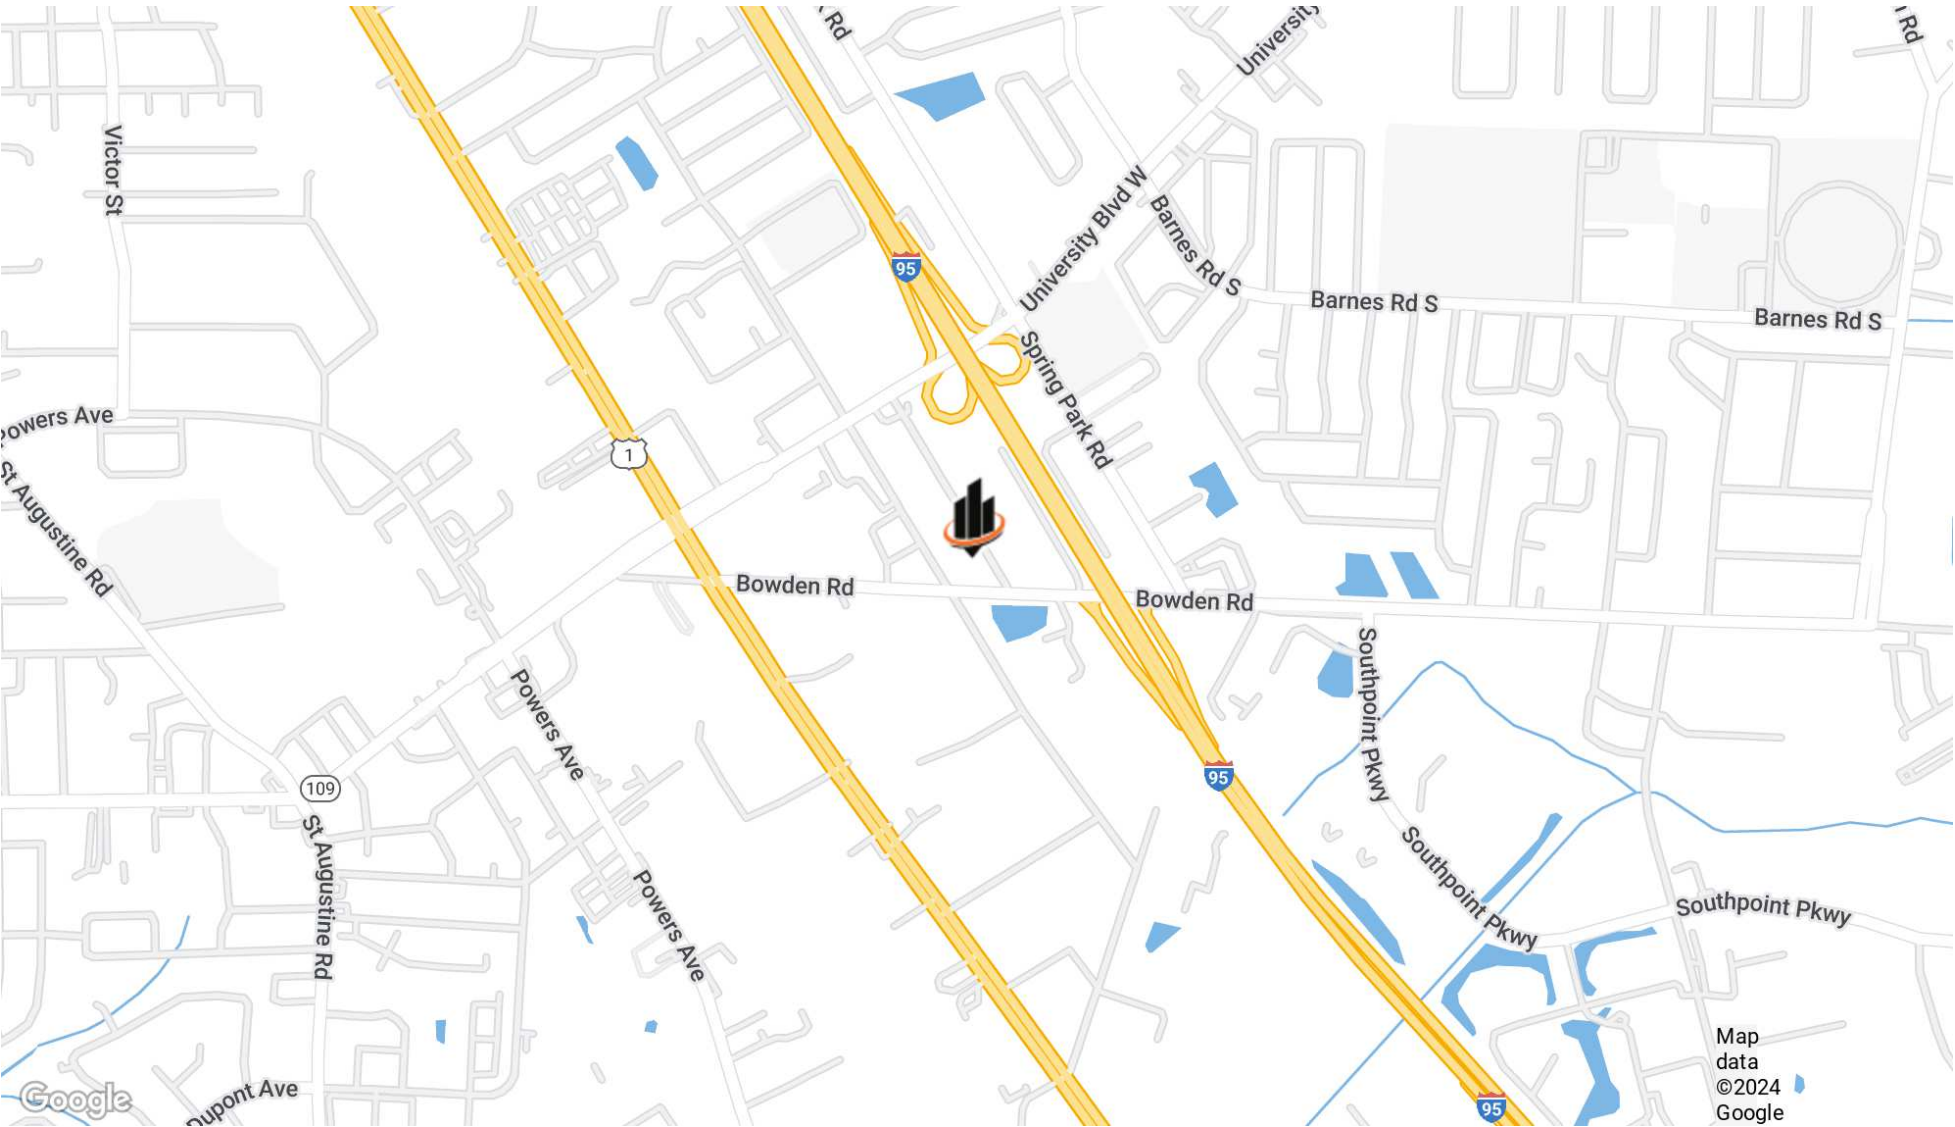 Rd
University
Rd
Victor St
University Blvd W
Barnes Rd S
95
Barnes Rd S
Barnes Rd S
Spring Park Rd
Powers Ave
1
St Augustine Rd
Bowden Rd
Bowden Rd
Southpoint Pkwy
Powers Ave
95
109
St Augustine Rd
Southpoint Pkwy
Powers Ave
Southpoint Pkwy
Map
data
©2024
Google
Google
Dupont Ave
95